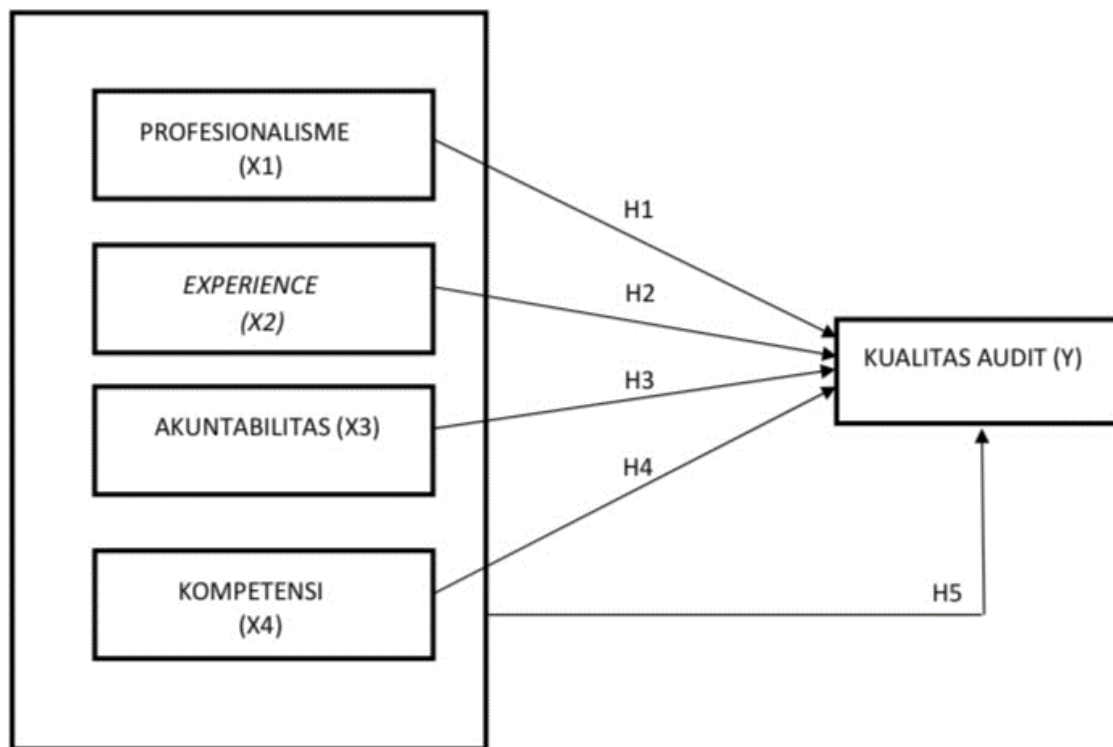 PROFESIONALISME
(X1)
H1
EXPERIENCE
(X2)
H2
KUALITAS AUDIT (Y)
H3
AKUNTABILITAS (X3)
H4
KOMPETENSI
(X4)
H5